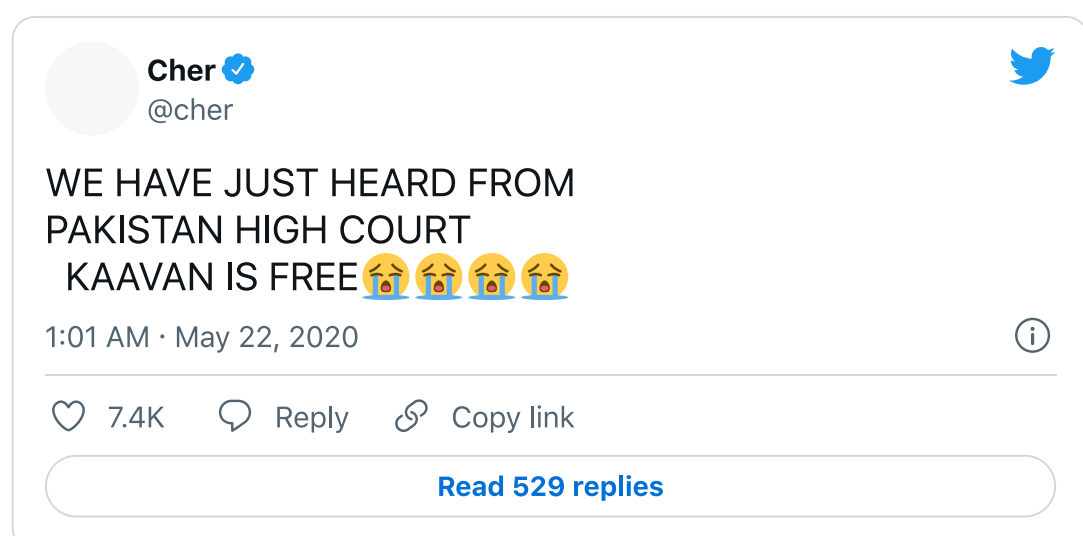 Cher
@cher
WE HAVE JUST HEARD FROM
PAKISTAN HIGH COURT
KAAVAN IS FREE😭😭😭😭
1:01 AM · May 22, 2020
7.4K Reply Copy link
Read 529 replies